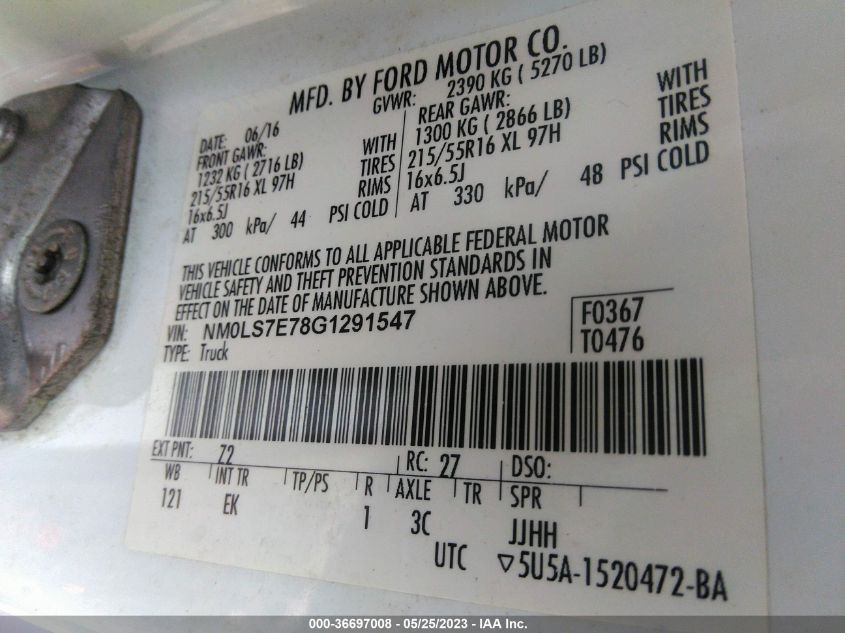 MFD. BY FORD MOTOR CO.
DATE: 06/16
GVWR: 2390 KG ( 5270 LB)
FRONT GAWR:
1232 KG ( 2716 LB)
215/55R16 XL 97H
16x6.5J
WITH
TIRES
RIMS
AT 300 kPa/ 44 PSI COLD
REAR GAWR:
1300 KG ( 2866 LB)
215/55R16 XL 97H
16x6.5J
WITH
TIRES
RIMS
AT 330 kPa/ 48 PSI COLD
THIS VEHICLE CONFORMS TO ALL APPLICABLE FEDERAL MOTOR
VEHICLE SAFETY AND THEFT PREVENTION STANDARDS IN
EFFECT ON THE DATE OF MANUFACTURE SHOWN ABOVE.
VIN: NM0LS7E78G1291547
TYPE: Truck
F0367
T0476
EXT PNT: Z2 RC: 27 DSO:
WB INT TR TP/PS R AXLE TR SPR
121 EK 1 3C JJHH
UTC ▽5U5A-1520472-BA
000-36697008 / 05/25/2023 / IAA Inc.